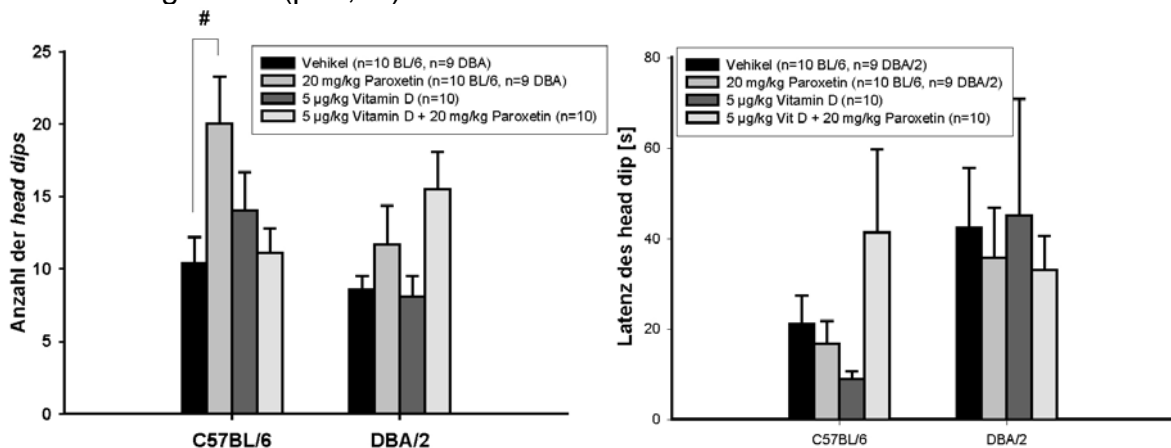 #
25
20
15
10
5
0
Anzahl der head dips
Vehikel (n=10 BL/6, n=9 DBA)
20 mg/kg Paroxetin (n=10 BL/6, n=9 DBA)
5 µg/kg Vitamin D (n=10)
5 µg/kg Vitamin D + 20 mg/kg Paroxetin (n=10)
C57BL/6
DBA/2
80
60
40
20
0
Latenz des head dip [s]
Vehikel (n=10 BL/6, n=9 DBA/2)
20 mg/kg Paroxetin (n=10 BL/6, n=9 DBA/2)
5 µg/kg Vitamin D (n=10)
5 µg/kg Vit D + 20 mg/kg Paroxetin (n=10)
C57BL/6
DBA/2